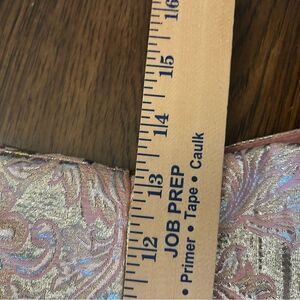 12 13 14 15 16
JOB PREP
• Primer • Tape • Caulk